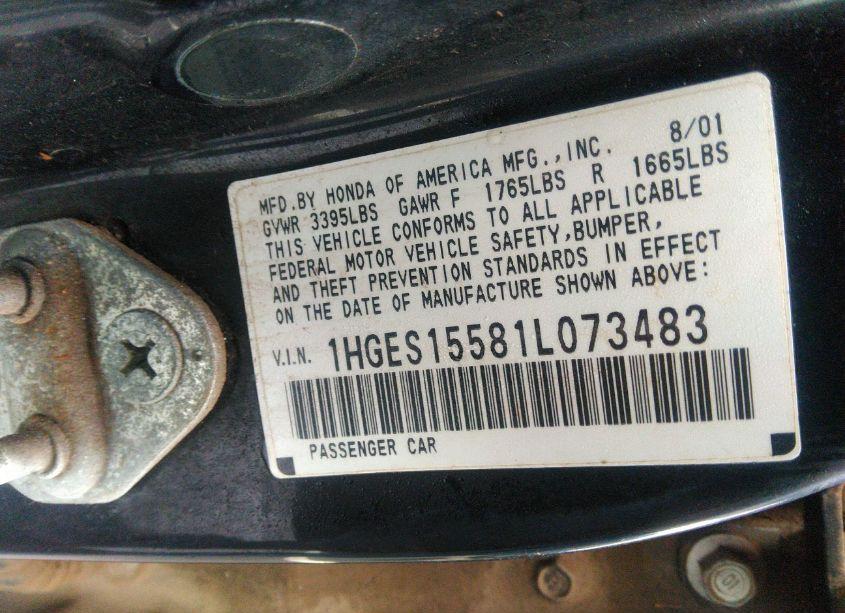 MFD.BY HONDA OF AMERICA MFG.,INC. 8/01
GVWR 3395LBS GAWR F 1765LBS R 1665LBS
THIS VEHICLE CONFORMS TO ALL APPLICABLE
FEDERAL MOTOR VEHICLE SAFETY,BUMPER,
AND THEFT PREVENTION STANDARDS IN EFFECT
ON THE DATE OF MANUFACTURE SHOWN ABOVE:
V.I.N. 1HGES15581L073483
PASSENGER CAR